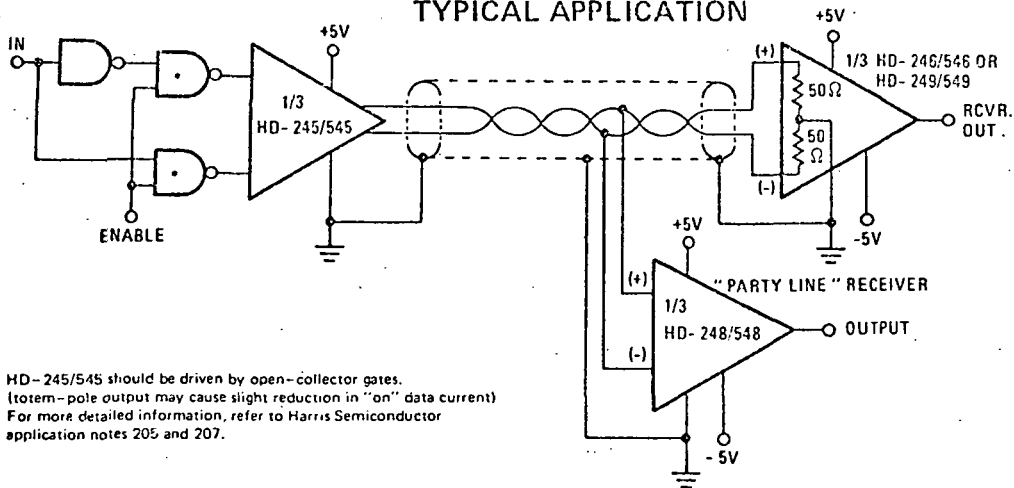 TYPICAL APPLICATION
IN
+5V
1/3
HD-245/545
ENABLE
+5V
(+)
1/3 HD-246/546 OR
HD-249/549
50Ω
50
Ω
(-)
RCVR.
OUT.
-5V
+5V
(+)
"PARTY LINE" RECEIVER
1/3
HD-248/548
(-)
OUTPUT
-5V
HD-245/545 should be driven by open-collector gates.
(totem-pole output may cause slight reduction in "on" data current)
For more detailed information, refer to Harris Semiconductor
application notes 205 and 207.